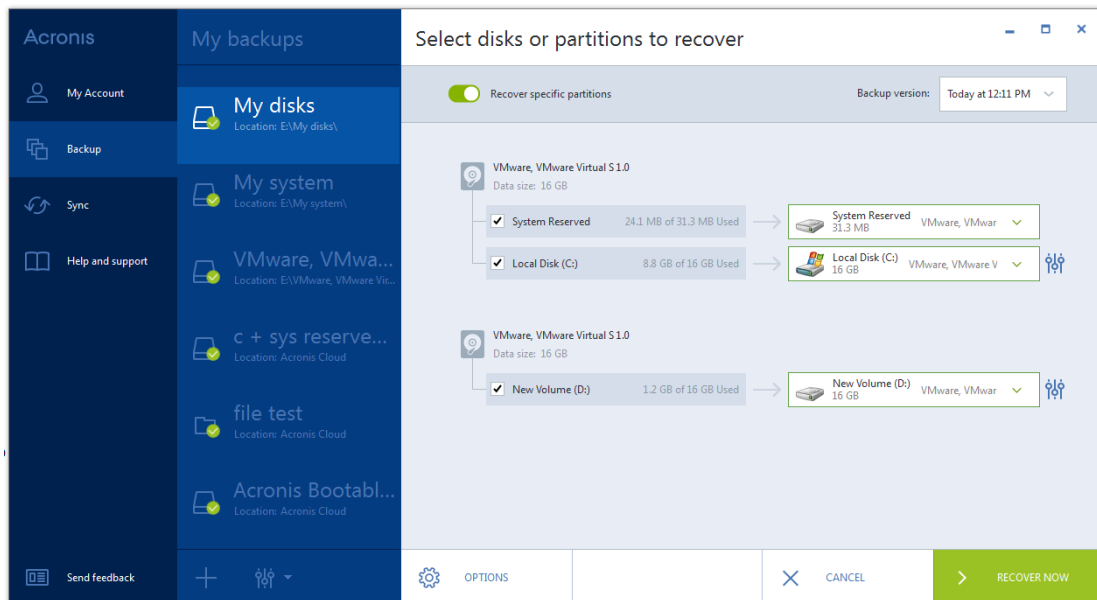 Acronis
My Account
Backup
Sync
Help and support
Send feedback
My backups
My disks
Location: E:\My disks\
My system
Location: E:\My system\
VMware, VMwa...
Location: E:\VMware, VMware Vir...
c + sys reserve...
Location: Acronis Cloud
file test
Location: Acronis Cloud
Acronis Bootabl...
Location: Acronis Cloud
Select disks or partitions to recover
Recover specific partitions
Backup version: Today at 12:11 PM
VMware, VMware Virtual S 1.0
Data size: 16 GB
System Reserved 24.1 MB of 31.3 MB Used
System Reserved VMware, VMwar
31.3 MB
Local Disk (C:) 8.8 GB of 16 GB Used
Local Disk (C:) VMware, VMware V
16 GB
VMware, VMware Virtual S 1.0
Data size: 16 GB
New Volume (D:) 1.2 GB of 16 GB Used
New Volume (D:) VMware, VMwar
16 GB
OPTIONS
CANCEL
RECOVER NOW